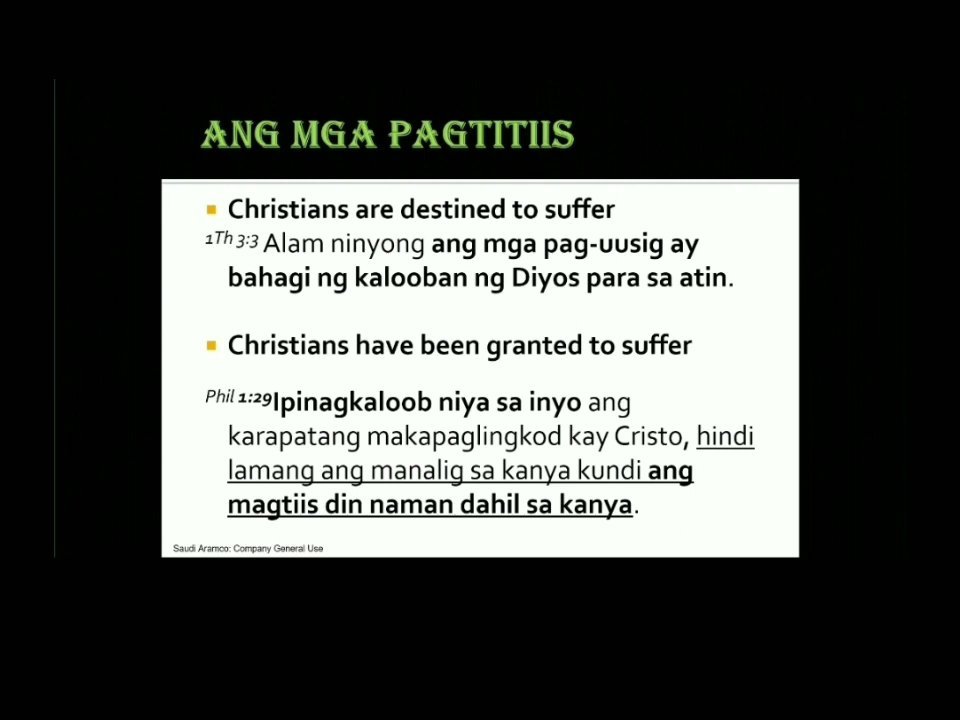 ANG MGA PAGTITIIS
▪ Christians are destined to suffer
1Th 3:3 Alam ninyong ang mga pag-uusig ay
bahagi ng kalooban ng Diyos para sa atin.
▪ Christians have been granted to suffer
Phil 1:29Ipinagkaloob niya sa inyo ang
karapatang makapaglingkod kay Cristo, hindi
lamang ang manalig sa kanya kundi ang
magtiis din naman dahil sa kanya.
Saudi Aramco: Company General Use